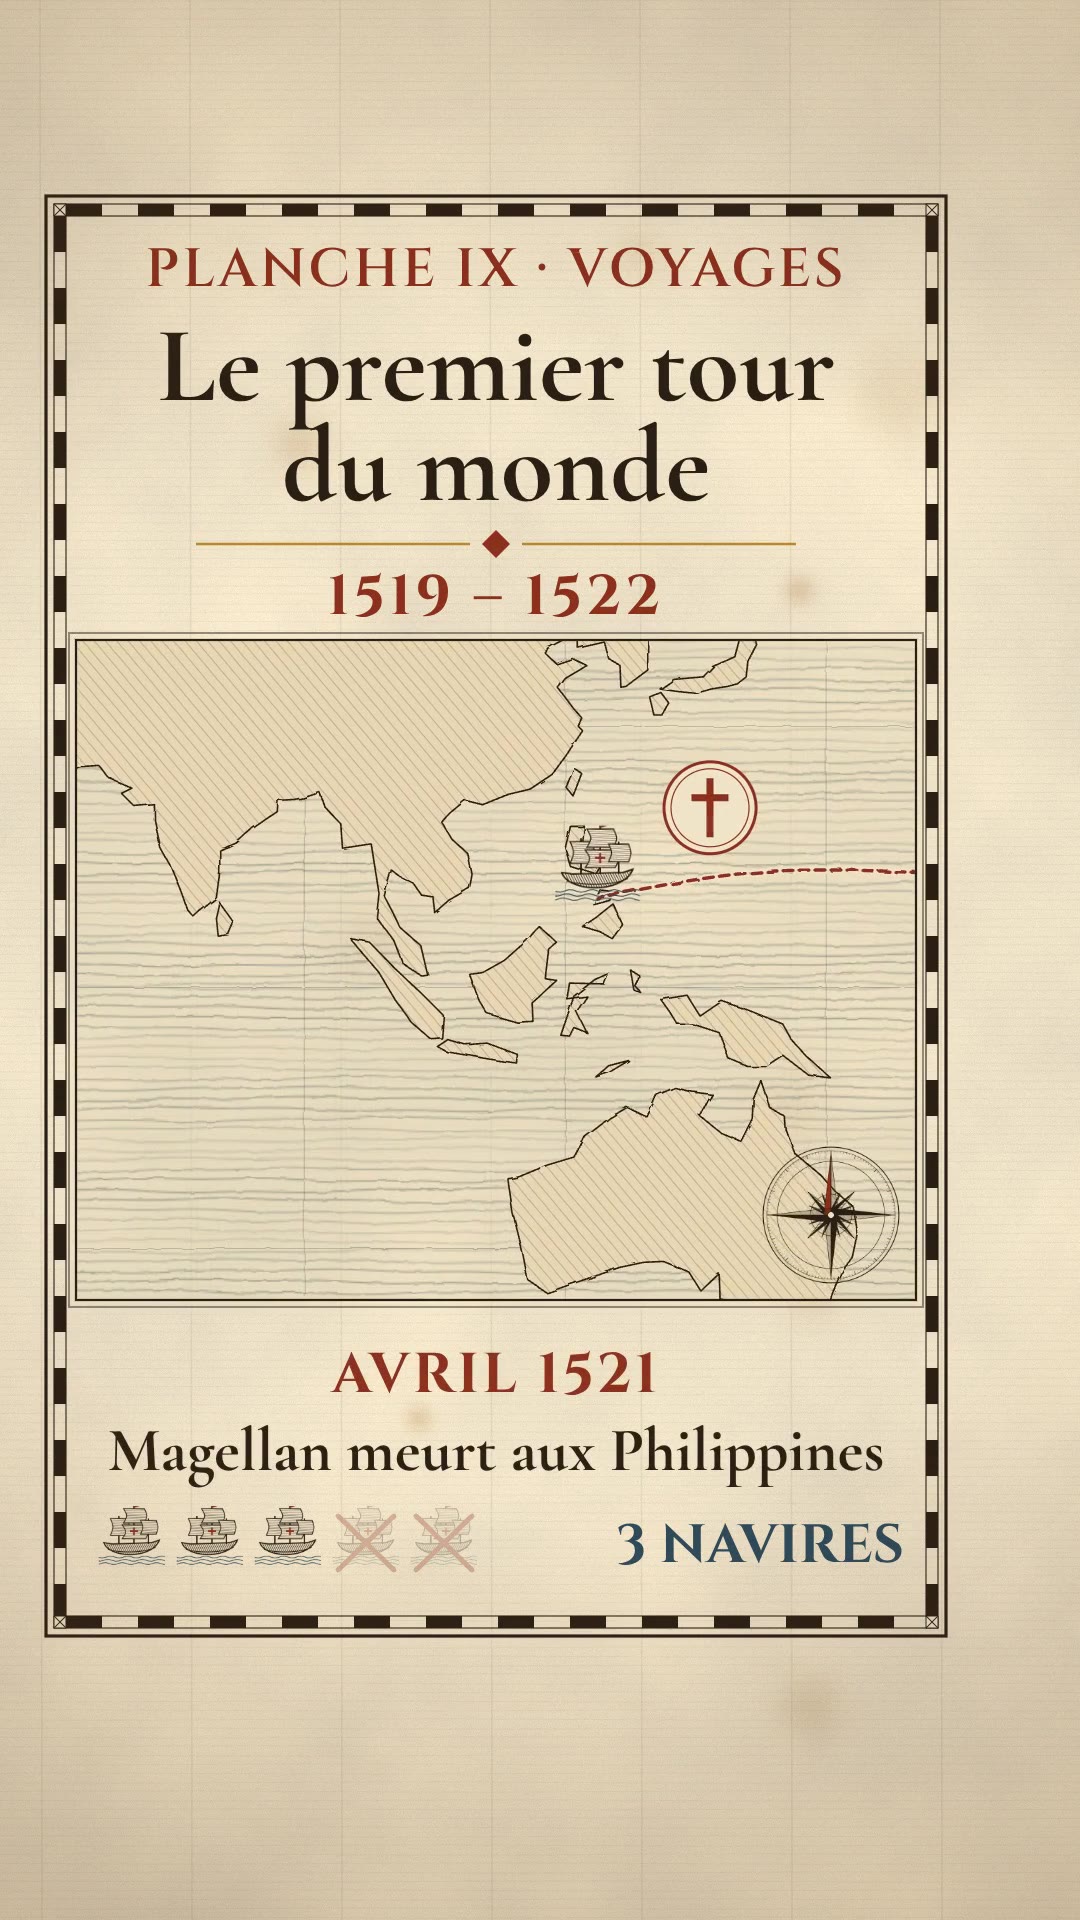 PLANCHE IX · VOYAGES
Le premier tour
du monde
1519 – 1522
AVRIL 1521
Magellan meurt aux Philippines
3 NAVIRES